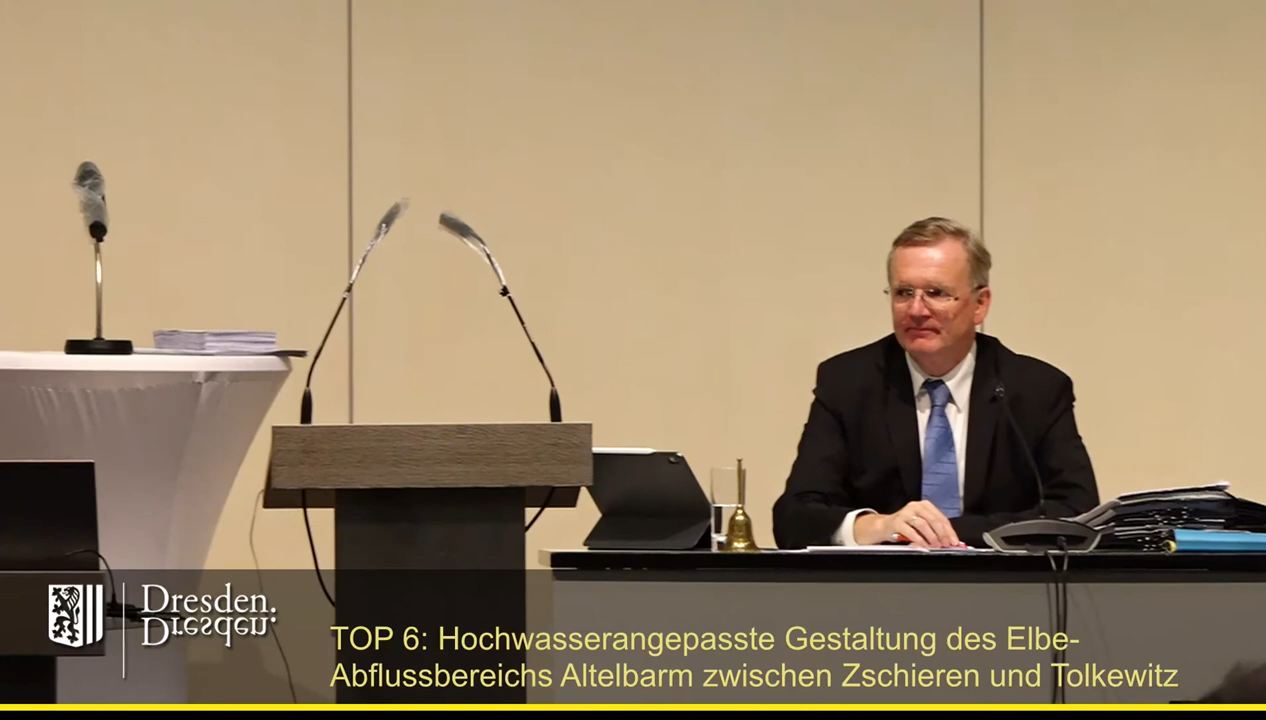 Dresden.
Dresden.
TOP 6: Hochwasserangepasste Gestaltung des Elbe-
Abflussbereichs Altelbarm zwischen Zschieren und Tolkewitz